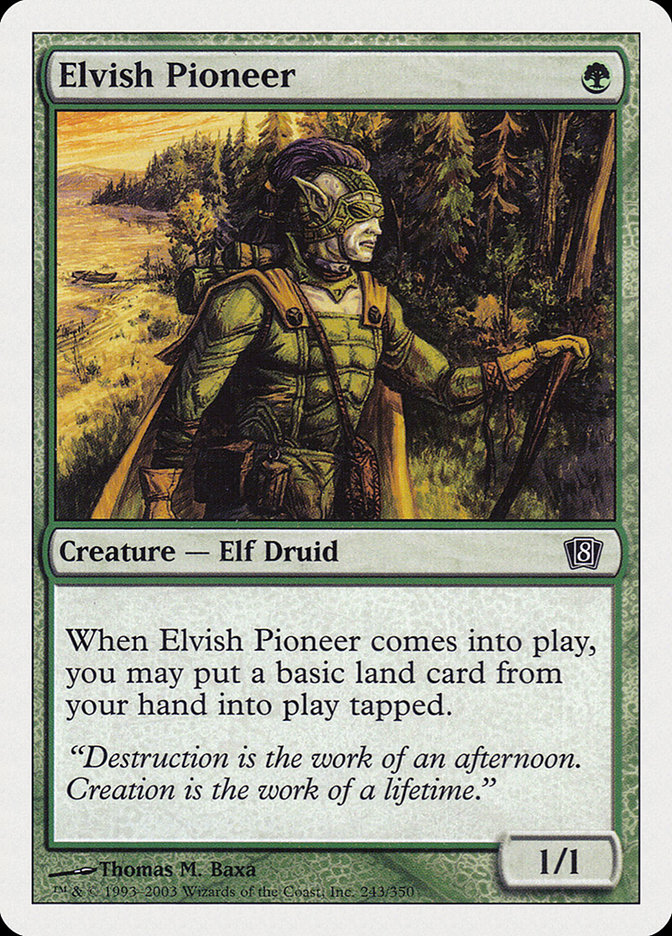 Elvish Pioneer
Creature — Elf Druid
8
When Elvish Pioneer comes into play,
you may put a basic land card from
your hand into play tapped.
“Destruction is the work of an afternoon.
Creation is the work of a lifetime.”
1/1
Thomas M. Baxa
™ & © 1993–2003 Wizards of the Coast, Inc. 243/350